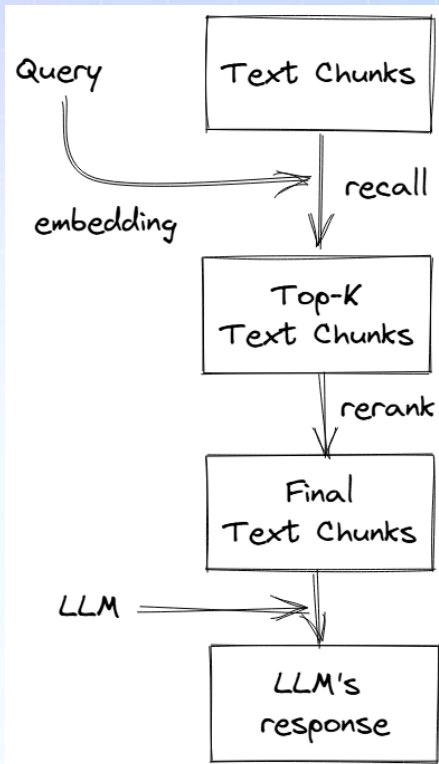 Query
Text Chunks
recall
embedding
Top-K
Text Chunks
rerank
Final
Text Chunks
LLM
LLM's
response